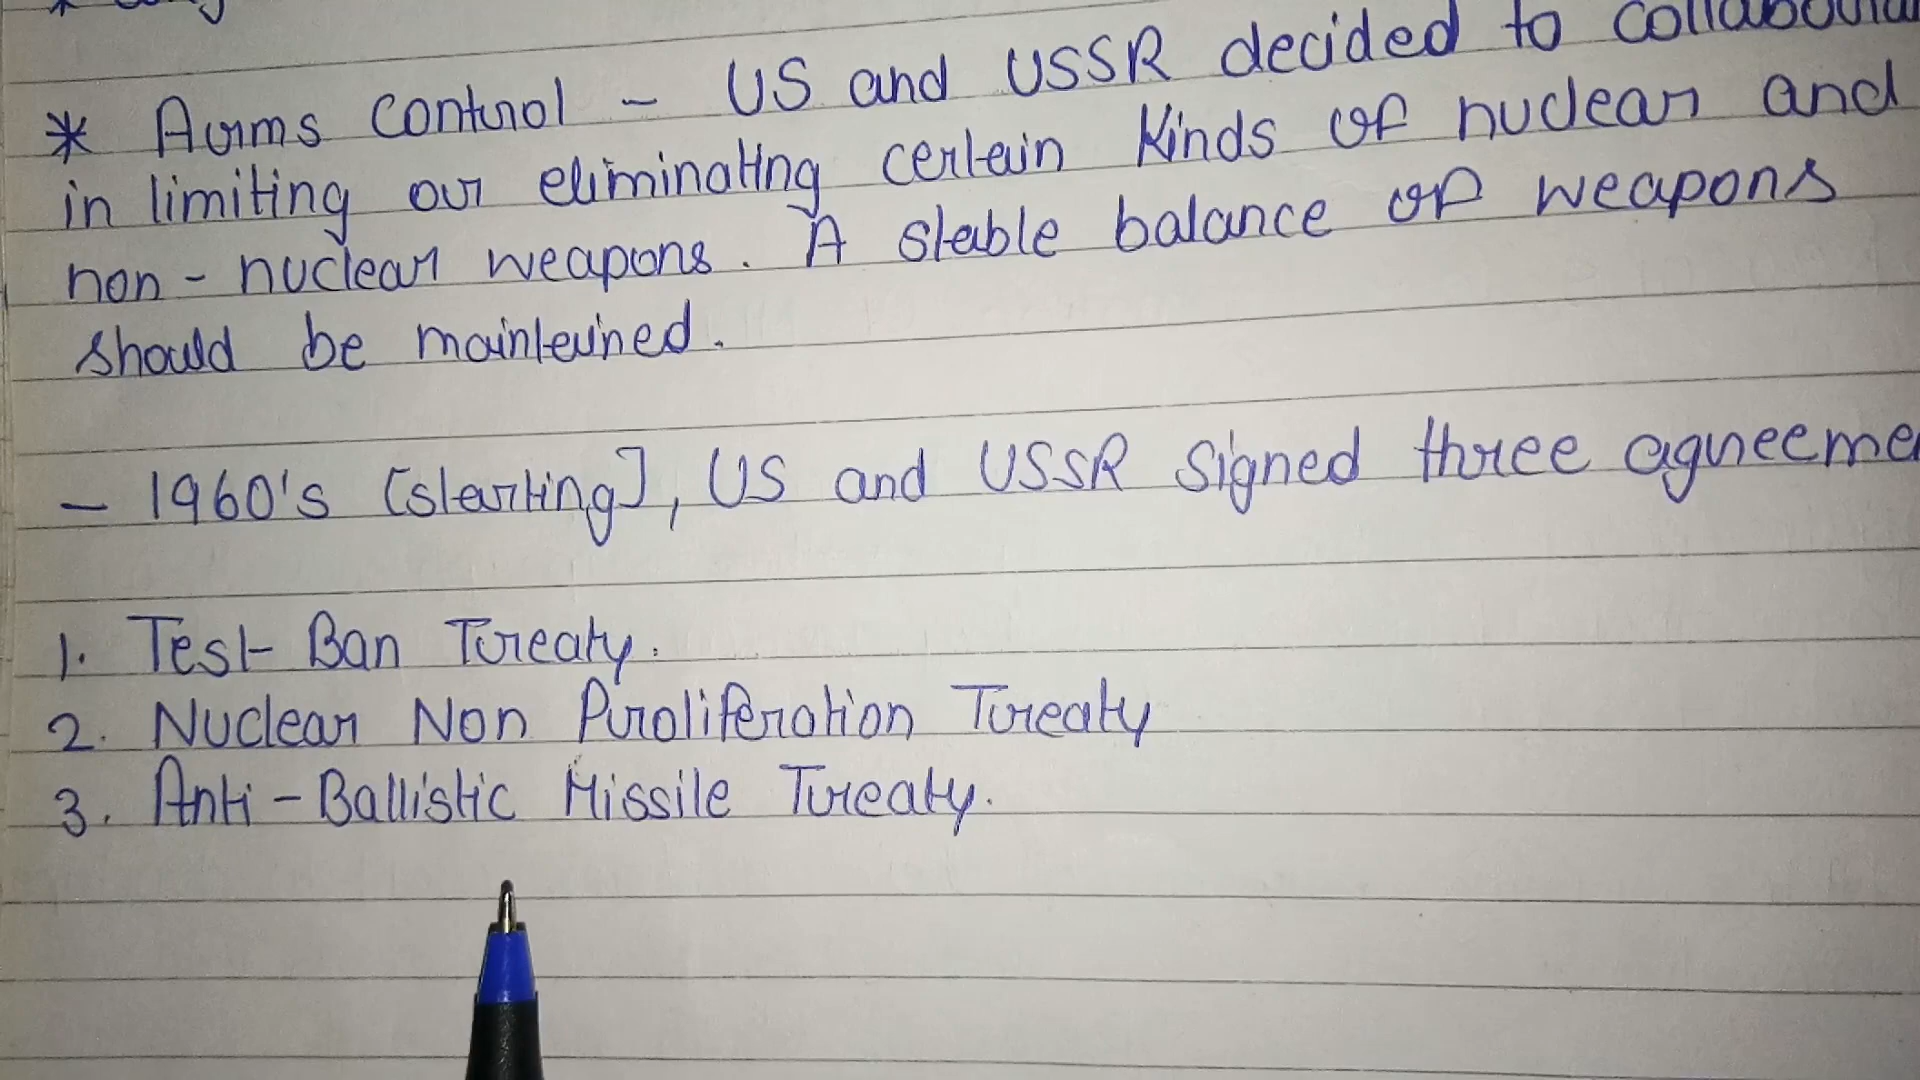 * Arms control - US and USSR decided to
in limiting or eliminating certain kinds of nuclear and
non-nuclear weapons. A stable balance of weapons
should be maintained.
- 1960's [starting], US and USSR signed three
1. Test Ban Treaty.
2. Nuclear Non Proliferation Treaty
3. Anti-Ballistic Missile Treaty.